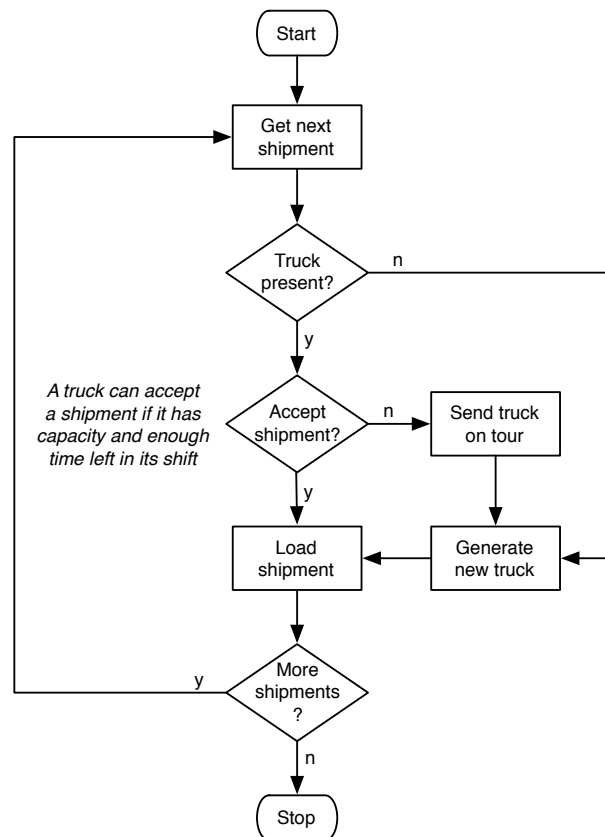 Start
Get next
shipment
Truck
present?
n
y
A truck can accept
a shipment if it has
capacity and enough
time left in its shift
Accept
shipment?
n
Send truck
on tour
y
Load
shipment
Generate
new truck
More
shipments
?
y
n
Stop